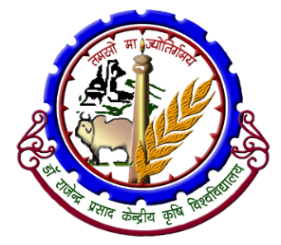 तमसो मा ज्योतिर्गमय
डॉ राजेन्द्र प्रसाद केन्द्रीय कृषि विश्वविद्यालय